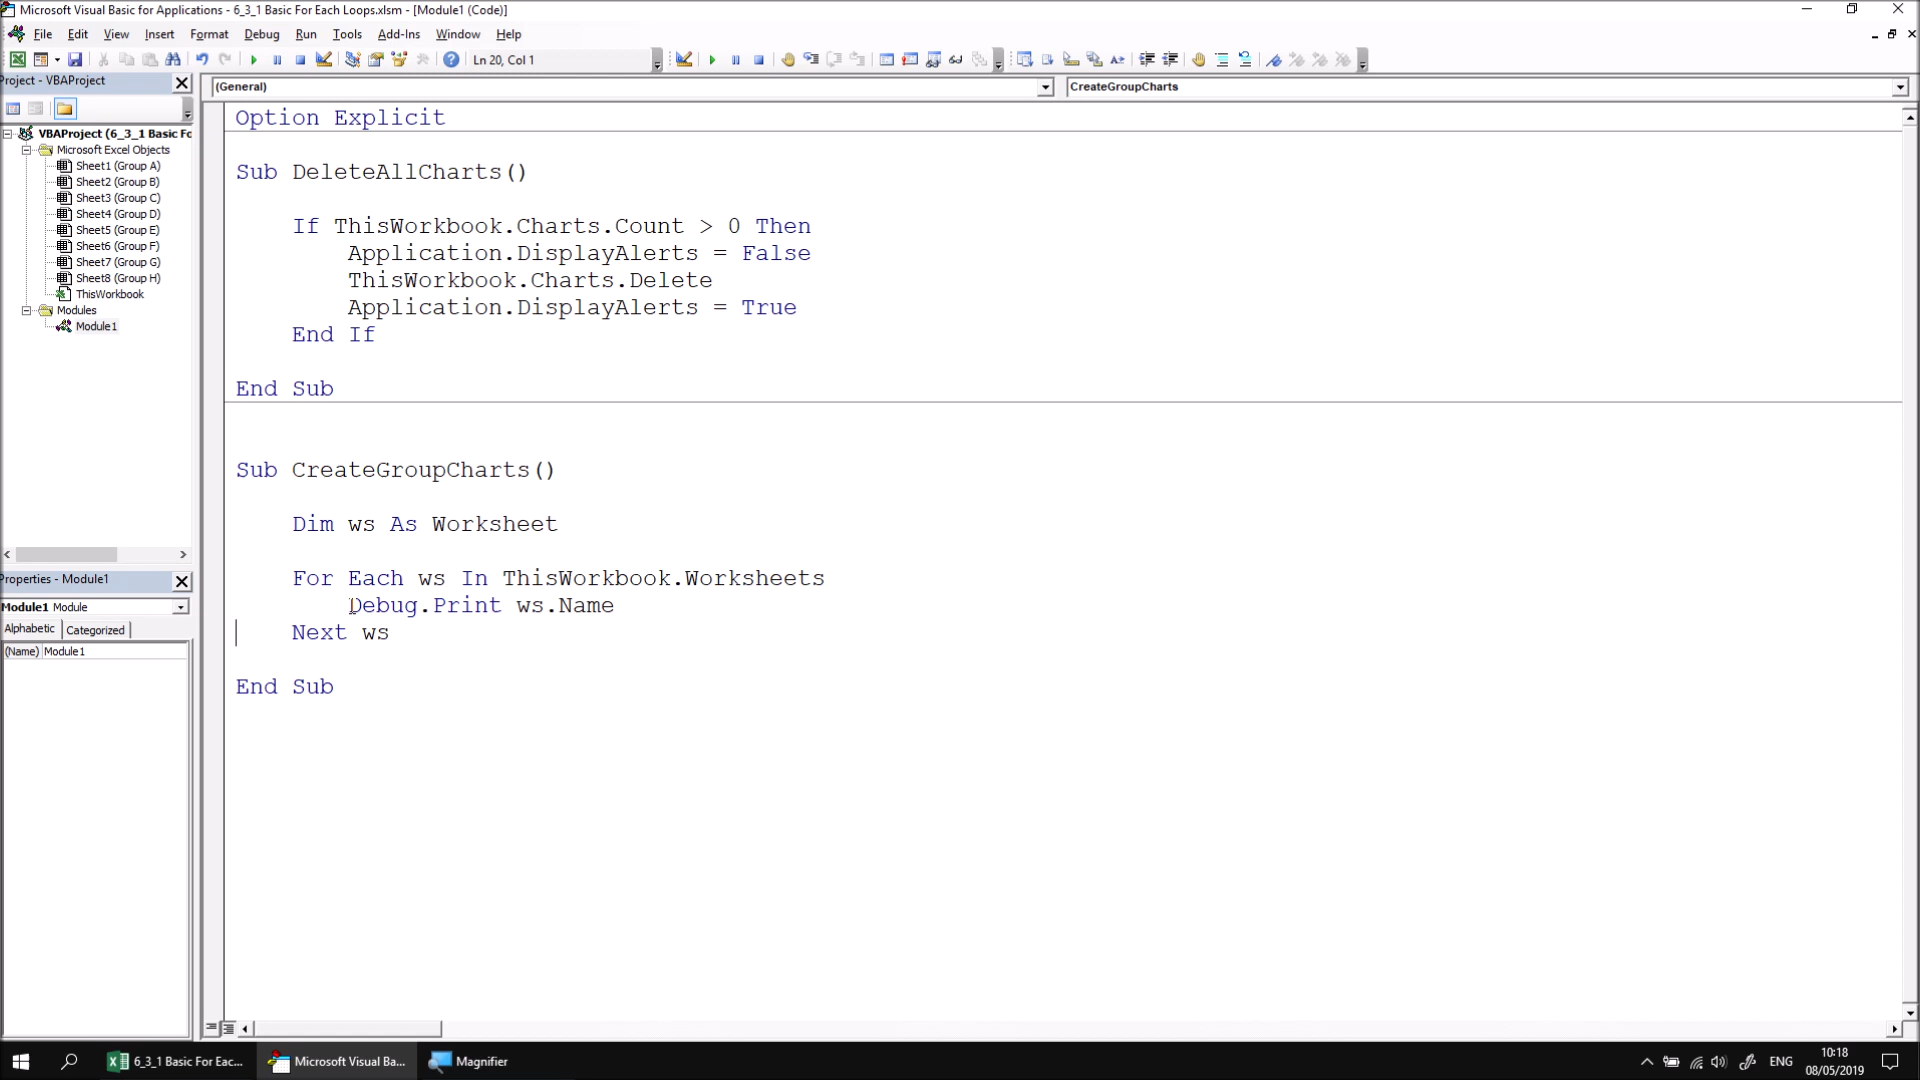 Microsoft Visual Basic for Applications - 6_3_1 Basic For Each Loops.xlsm - [Module1 (Code)]
File Edit View Insert Format Debug Run Tools Add-Ins Window Help
Ln 20, Col 1
Project - VBAProject
(General)
CreateGroupCharts
VBAProject (6_3_1 Basic Fo
Microsoft Excel Objects
Sheet1 (Group A)
Sheet2 (Group B)
Sheet3 (Group C)
Sheet4 (Group D)
Sheet5 (Group E)
Sheet6 (Group F)
Sheet7 (Group G)
Sheet8 (Group H)
ThisWorkbook
Modules
Module1
Properties - Module1
Module1 Module
Alphabetic Categorized
(Name) Module1
Option Explicit
Sub DeleteAllCharts()
If ThisWorkbook.Charts.Count > 0 Then
Application.DisplayAlerts = False
ThisWorkbook.Charts.Delete
Application.DisplayAlerts = True
End If
End Sub
Sub CreateGroupCharts()
Dim ws As Worksheet
For Each ws In ThisWorkbook.Worksheets
Debug.Print ws.Name
Next ws
End Sub
6_3_1 Basic For Eac...
Microsoft Visual Ba...
Magnifier
ENG
10:18
08/05/2019